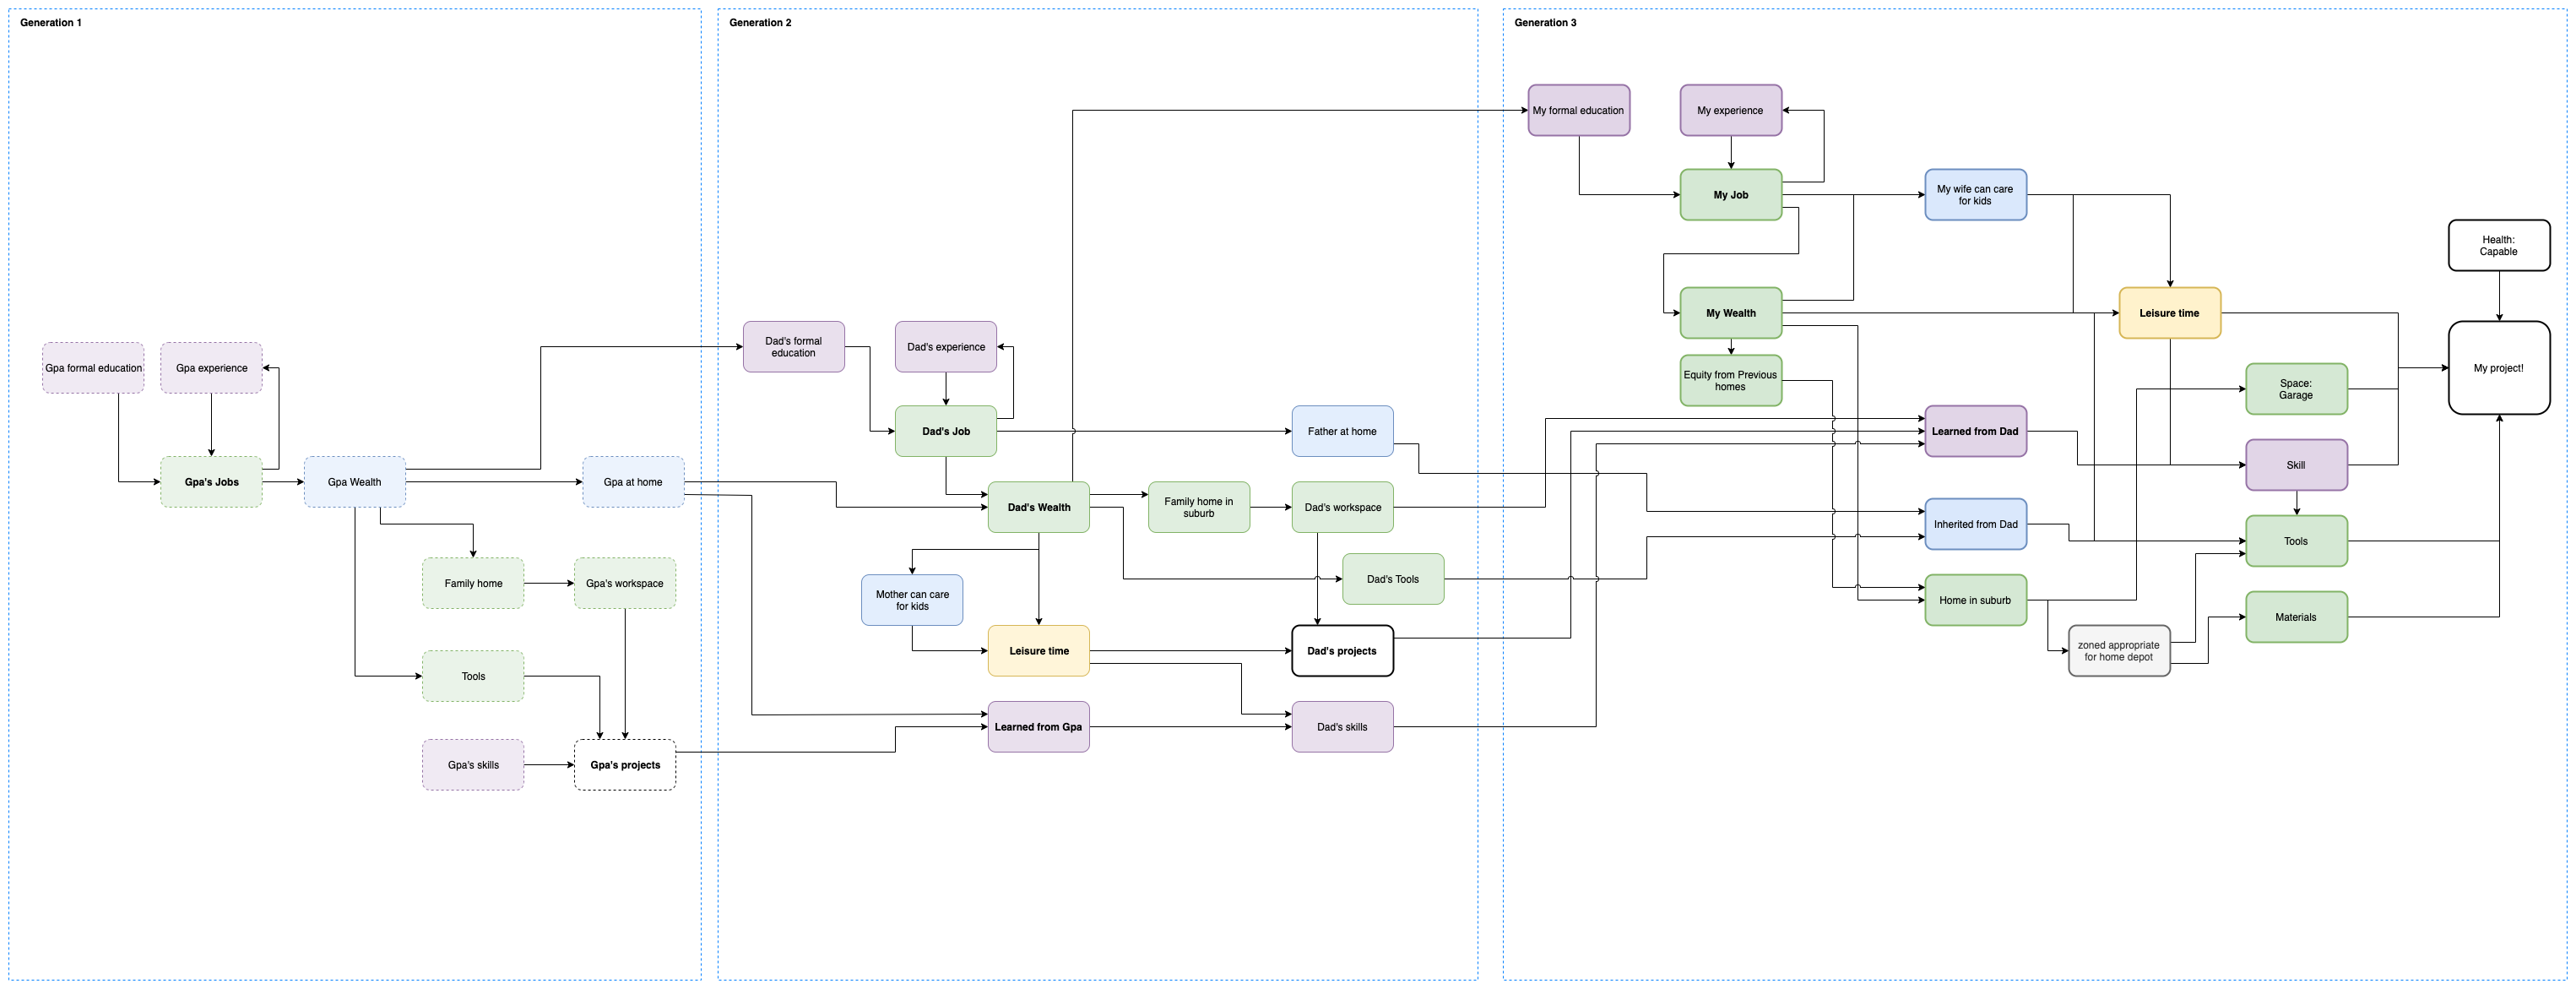 Generation 1
Gpa formal education
Gpa experience
Gpa's Jobs
Gpa Wealth
Gpa at home
Family home
Gpa's workspace
Tools
Gpa's skills
Gpa's projects
Generation 2
Dad's formal
education
Dad's experience
Dad's Job
Father at home
Dad's Wealth
Family home in
suburb
Dad's workspace
Dad's Tools
Mother can care
for kids
Leisure time
Dad's projects
Learned from Gpa
Dad's skills
Generation 3
My formal education
My experience
My Job
My wife can care
for kids
Health:
Capable
My Wealth
Leisure time
My project!
Equity from Previous
homes
Space:
Garage
Learned from Dad
Skill
Inherited from Dad
Tools
Home in suburb
Materials
zoned appropriate
for home depot